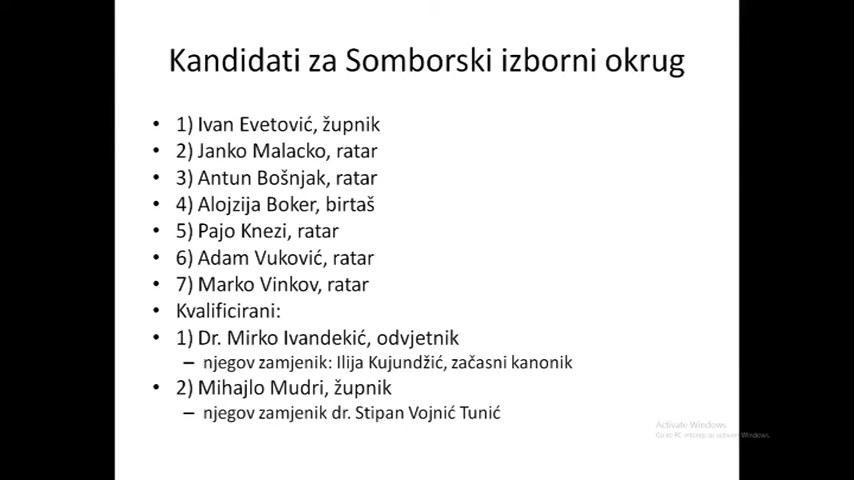 Kandidati za Somborski izborni okrug
• 1) Ivan Evetović, župnik
• 2) Janko Malacko, ratar
• 3) Antun Bošnjak, ratar
• 4) Alojzija Boker, birtaš
• 5) Pajo Knezi, ratar
• 6) Adam Vuković, ratar
• 7) Marko Vinkov, ratar
• Kvalificirani:
• 1) Dr. Mirko Ivandekić, odvjetnik
– njegov zamjenik: Ilija Kujundžić, začasni kanonik
• 2) Mihajlo Mudri, župnik
– njegov zamjenik dr. Stipan Vojnić Tunić
Activate Windows
Go to PC settings to activate Windows.